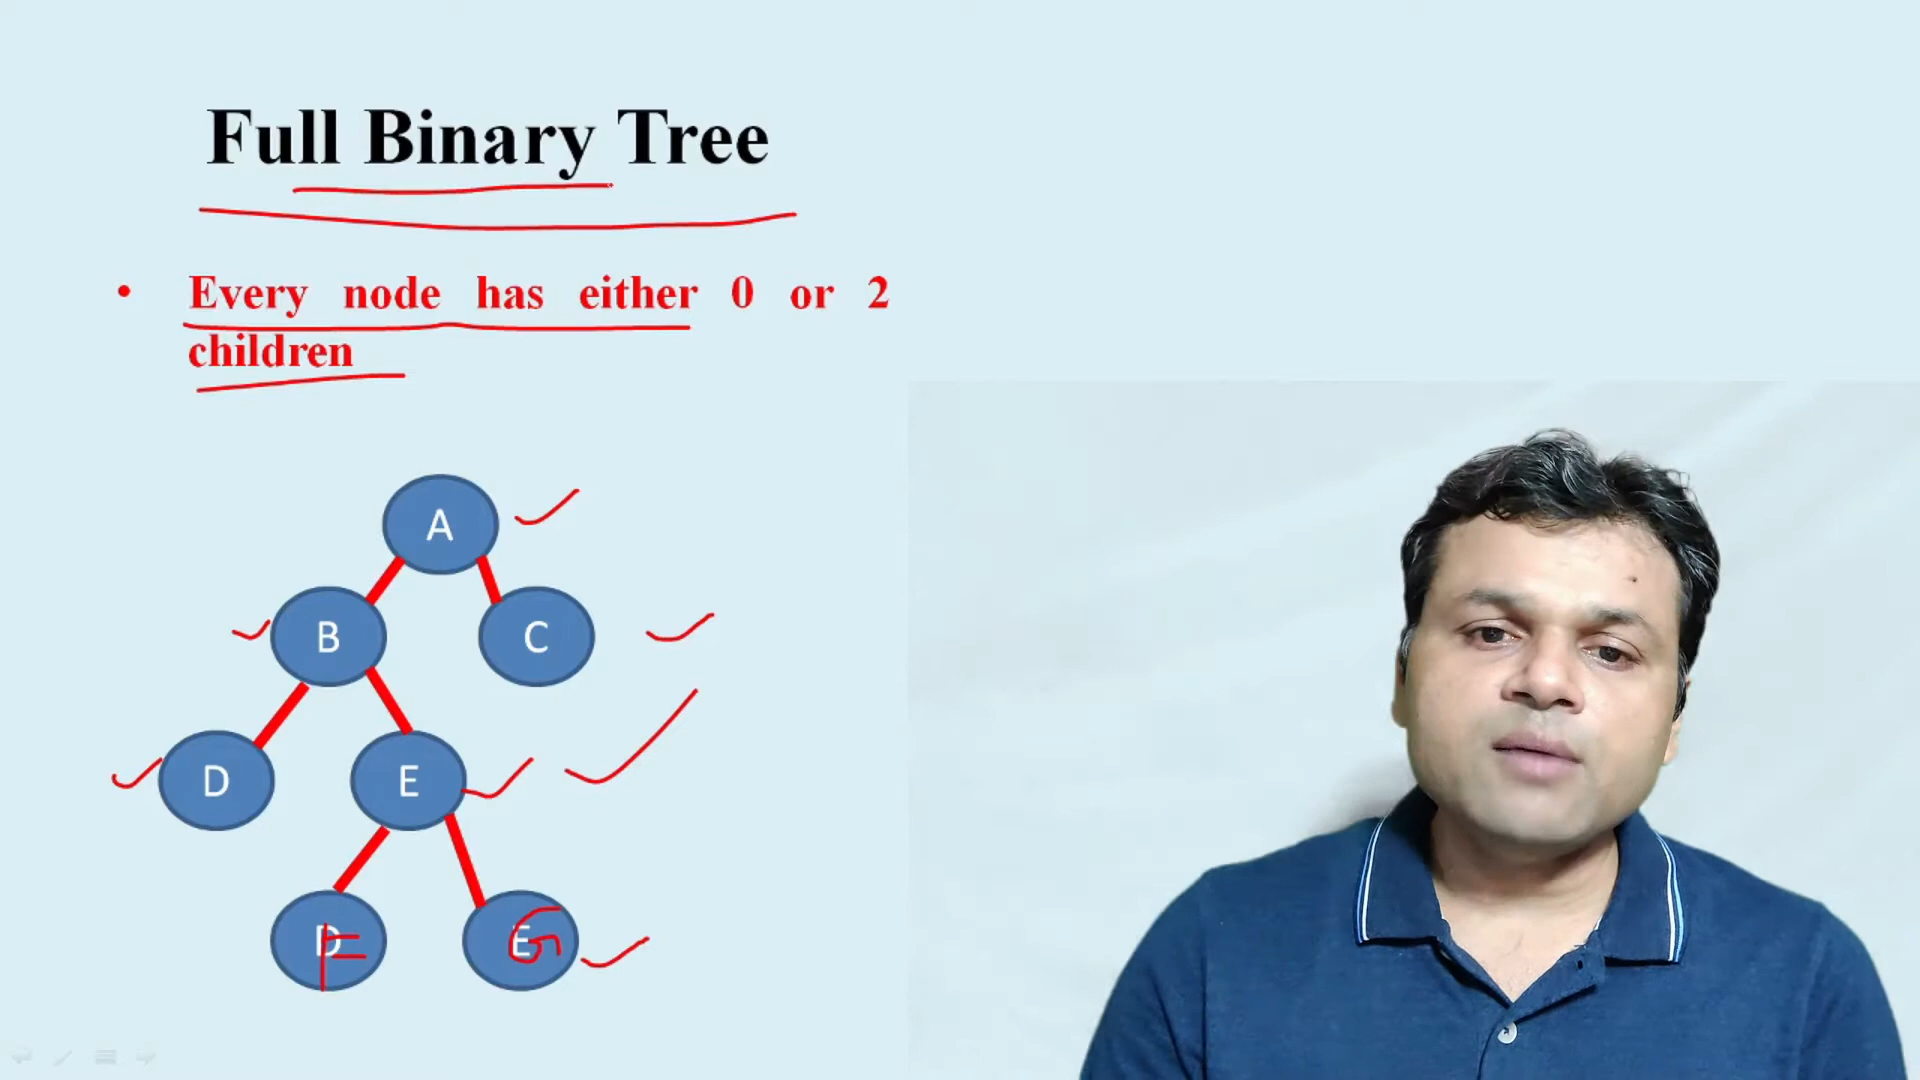 Full Binary Tree
• Every node has either 0 or 2
children
A
B C
D E
D E
F G